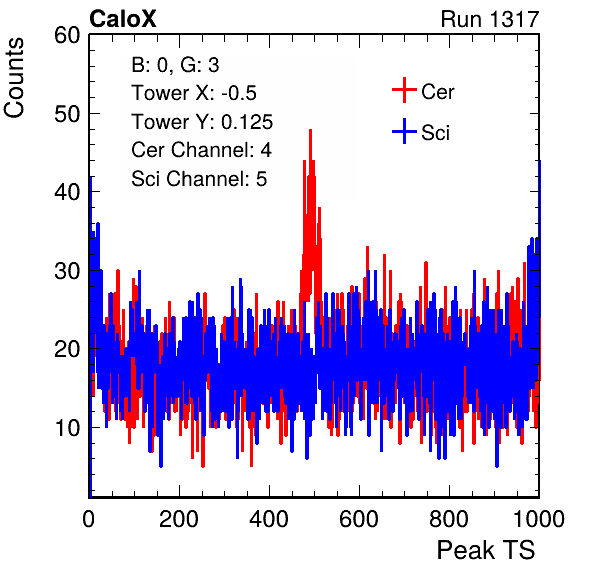 CaloX Run 1317
Counts
60
50
40
30
20
10
B: 0, G: 3
Tower X: -0.5
Tower Y: 0.125
Cer Channel: 4
Sci Channel: 5
Cer
Sci
0 200 400 600 800 1000
Peak TS